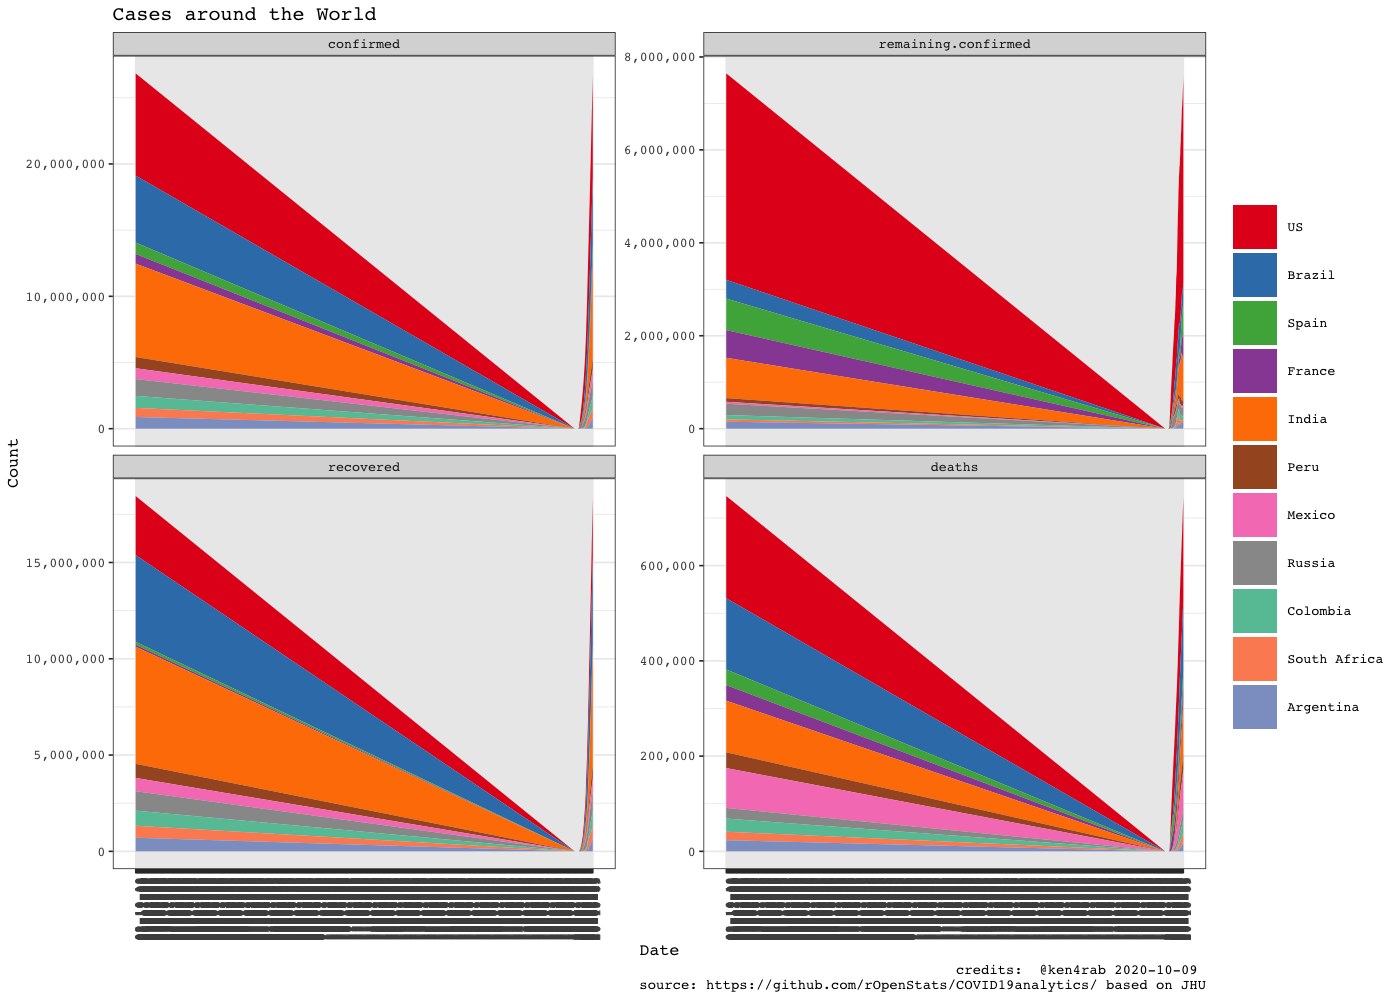 Cases around the World
confirmed
remaining.confirmed
20,000,000
10,000,000
0
8,000,000
6,000,000
4,000,000
2,000,000
0
recovered
deaths
15,000,000
10,000,000
5,000,000
0
600,000
400,000
200,000
0
Count
Date
US
Brazil
Spain
France
India
Peru
Mexico
Russia
Colombia
South Africa
Argentina
credits:  @ken4rab 2020-10-09
source: https://github.com/rOpenStats/COVID19analytics/ based on JHU